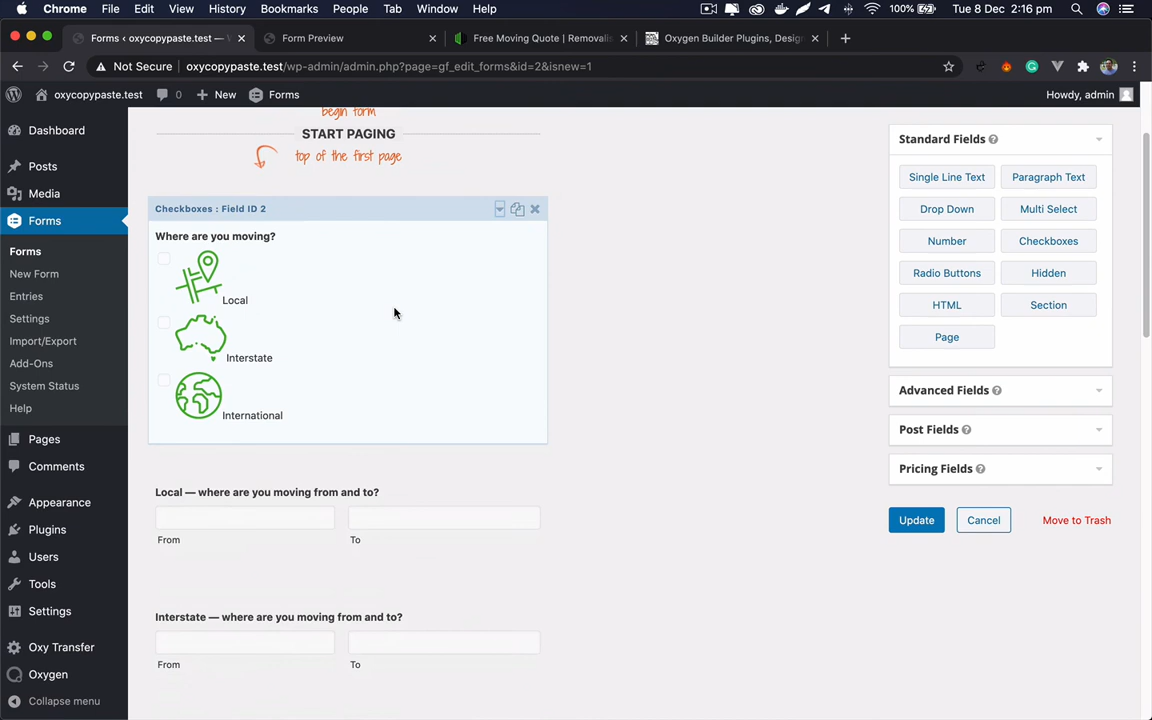 Chrome File Edit View History Bookmarks People Tab Window Help 100% Tue 8 Dec 2:16 pm
Forms ‹ oxycopypaste.test — W
Form Preview
Free Moving Quote | Removalis
Oxygen Builder Plugins, Desig
Not Secure oxycopypaste.test/wp-admin/admin.php?page=gf_edit_forms&id=2&isnew=1
oxycopypaste.test 0 New Forms Howdy, admin
Dashboard
Posts
Media
Forms
Forms
New Form
Entries
Settings
Import/Export
Add-Ons
System Status
Help
Pages
Comments
Appearance
Plugins
Users
Tools
Settings
Oxy Transfer
Oxygen
Collapse menu
begin form
START PAGING
top of the first page
Checkboxes : Field ID 2
Where are you moving?
Local
Interstate
International
Local — where are you moving from and to?
From To
Interstate — where are you moving from and to?
From To
Standard Fields
Single Line Text Paragraph Text
Drop Down Multi Select
Number Checkboxes
Radio Buttons Hidden
HTML Section
Page
Advanced Fields
Post Fields
Pricing Fields
Update Cancel Move to Trash